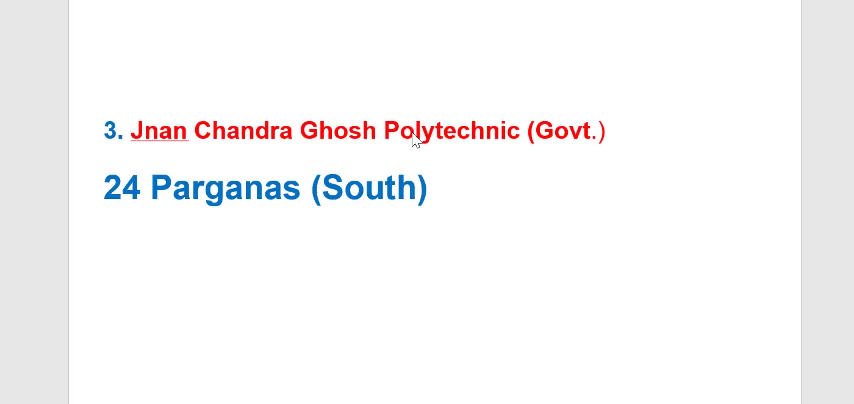 3. Jnan Chandra Ghosh Polytechnic (Govt.)
24 Parganas (South)